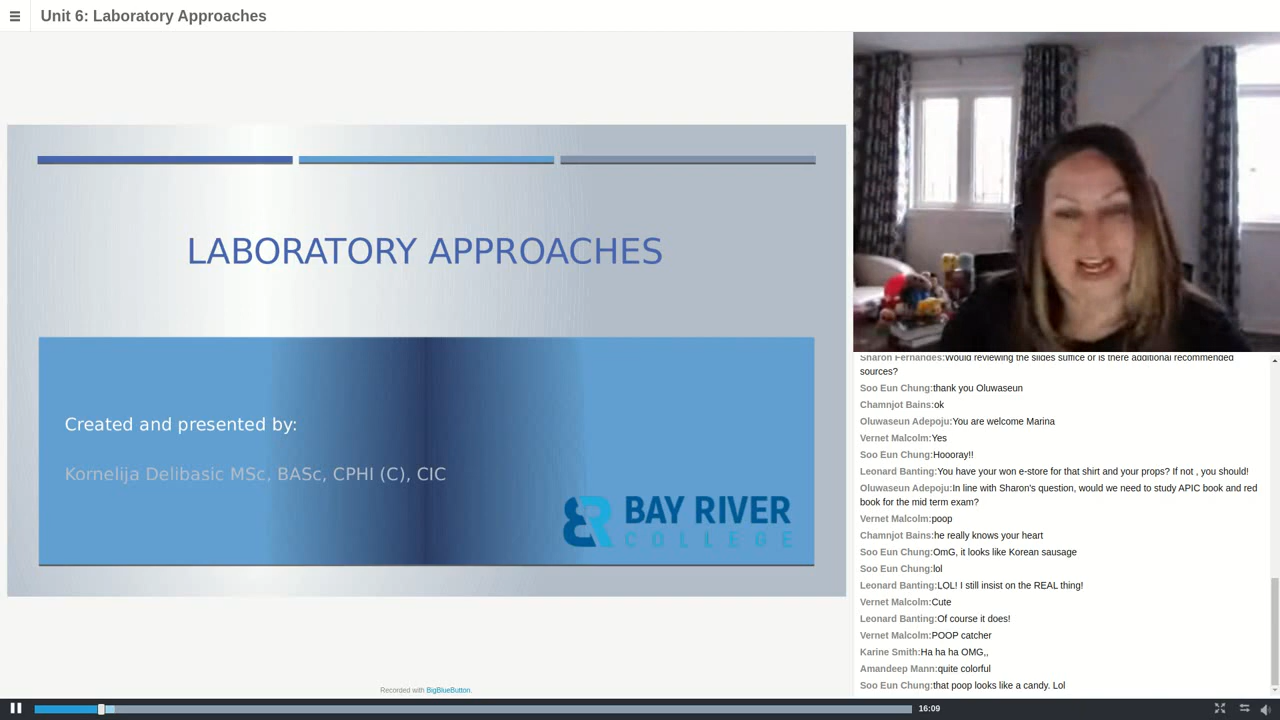 Unit 6: Laboratory Approaches
LABORATORY APPROACHES
Created and presented by:
Kornelija Delibasic MSc, BASc, CPHI (C), CIC
BAY RIVER
COLLEGE
Recorded with BigBlueButton.
Sharon Fernandes:Would reviewing the slides suffice or is there additional recommended
sources?
Soo Eun Chung:thank you Oluwaseun
Chamnjot Bains:ok
Oluwaseun Adepoju:You are welcome Marina
Vernet Malcolm:Yes
Soo Eun Chung:Hoooray!!
Leonard Banting:You have your won e-store for that shirt and your props? If not , you should!
Oluwaseun Adepoju:In line with Sharon's question, would we need to study APIC book and red
book for the mid term exam?
Vernet Malcolm:poop
Chamnjot Bains:he really knows your heart
Soo Eun Chung:OmG, it looks like Korean sausage
Soo Eun Chung:lol
Leonard Banting:LOL! I still insist on the REAL thing!
Vernet Malcolm:Cute
Leonard Banting:Of course it does!
Vernet Malcolm:POOP catcher
Karine Smith:Ha ha ha OMG,,
Amandeep Mann:quite colorful
Soo Eun Chung:that poop looks like a candy. Lol
16:09